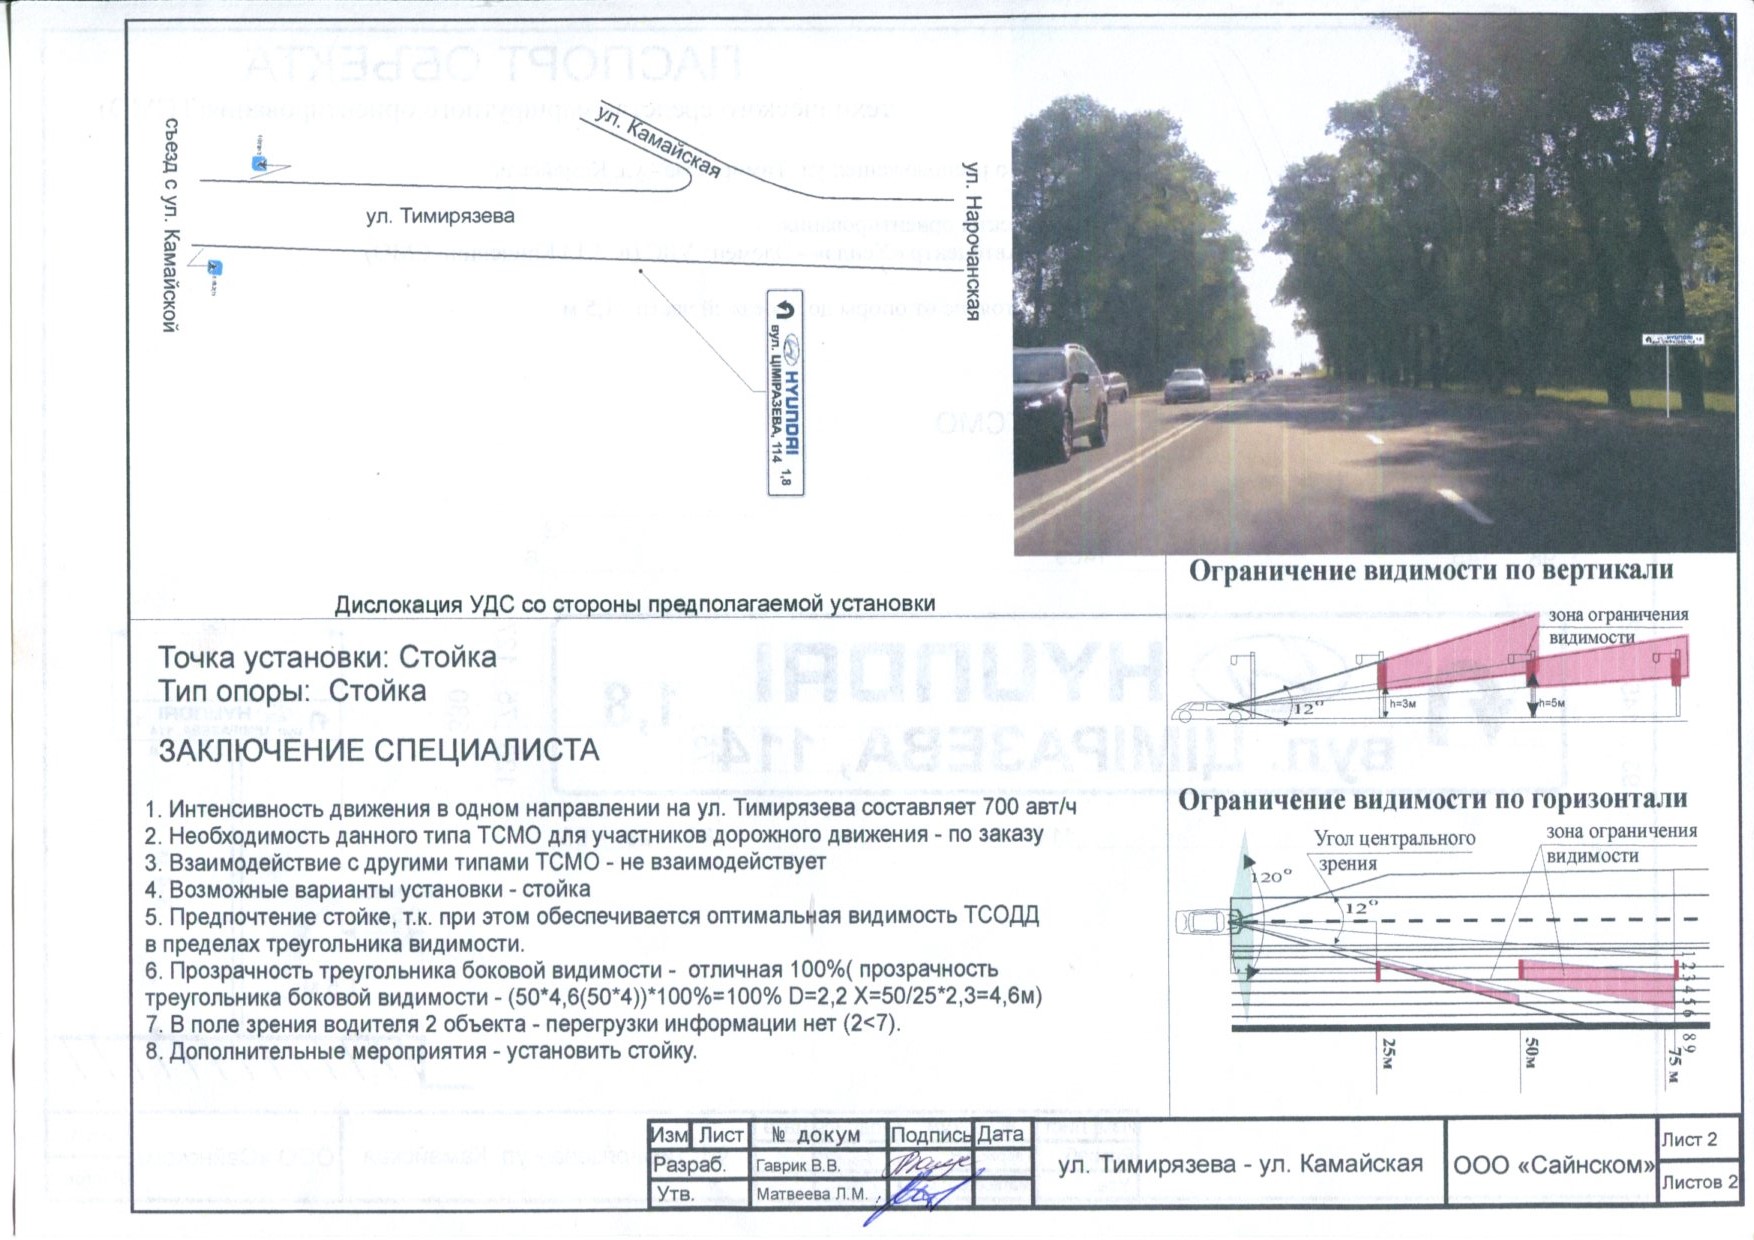 ул. Камайская
съезд с ул. Камайской
ул. Тимирязева
ул. Нарочанская
HYUNDAI 1,8
вул. ЦІМІРАЗЕВА, 114
Дислокация УДС со стороны предполагаемой установки
Точка установки: Стойка
Тип опоры: Стойка
ЗАКЛЮЧЕНИЕ СПЕЦИАЛИСТА
1. Интенсивность движения в одном направлении на ул. Тимирязева составляет 700 авт/ч
2. Необходимость данного типа ТСМО для участников дорожного движения - по заказу
3. Взаимодействие с другими типами ТСМО - не взаимодействует
4. Возможные варианты установки - стойка
5. Предпочтение стойке, т.к. при этом обеспечивается оптимальная видимость ТСОДД
в пределах треугольника видимости.
6. Прозрачность треугольника боковой видимости - отличная 100%( прозрачность
треугольника боковой видимости - (50*4,6(50*4))*100%=100% D=2,2 X=50/25*2,3=4,6м)
7. В поле зрения водителя 2 объекта - перегрузки информации нет (2<7).
8. Дополнительные мероприятия - установить стойку.
Ограничение видимости по вертикали
зона ограничения
видимости
12°
h=3м
h=5м
Ограничение видимости по горизонтали
Угол центрального
зрения
зона ограничения
видимости
120°
12°
1 2 3 4 5 6 8 9
25м
50м
75 м
Изм Лист № докум Подпись Дата
Разраб. Гаврик В.В.
Утв. Матвеева Л.М.
ул. Тимирязева - ул. Камайская
ООО «Сайнском»
Лист 2
Листов 2